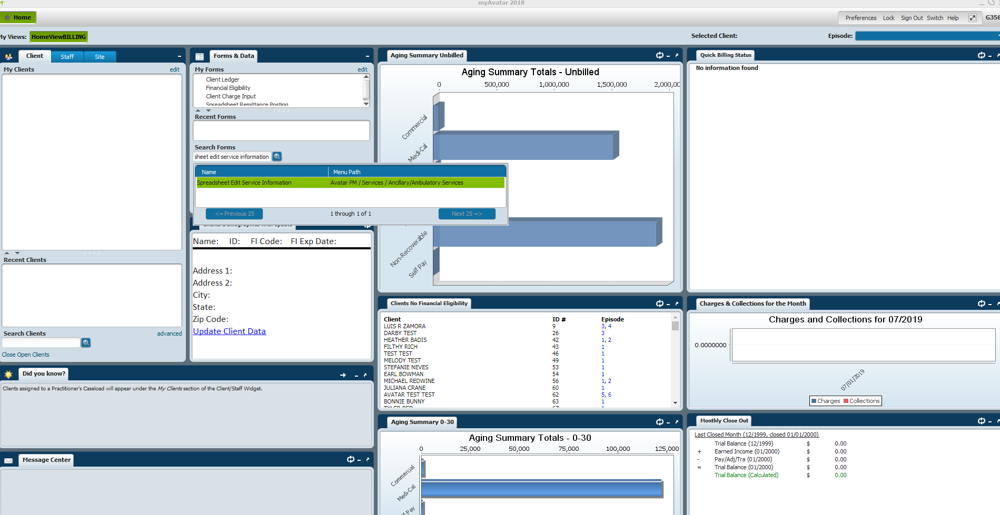 myAvatar 2018
Home
Preferences Lock Sign Out Switch Help
G356
My Views: HomeViewBILLING
Selected Client:
Episode:
Client Staff Site
My Clients edit
Recent Clients
Search Clients advanced
Close Open Clients
Forms & Data
My Forms edit
Client Ledger
Financial Eligibility
Client Charge Input
Spreadsheet Remittance Posting
Recent Forms
Search Forms
sheet edit service information
Name Menu Path
Spreadsheet Edit Service Information Avatar PM / Services / Ancillary/Ambulatory Services
<= Previous 25 1 through 1 of 1 Next 25 =>
Name: ID: FI Code: FI Exp Date:
Address 1:
Address 2:
City:
State:
Zip Code:
Update Client Data
Did you know?
Clients assigned to a Practitioner's Caseload will appear under the My Clients section of the Client/Staff Widget.
Message Center
Aging Summary Unbilled
Aging Summary Totals - Unbilled
0 500,000 1,000,000 1,500,000 2,000,00
Commercial
Medi-Cal
Non-Recoverable
Self Pay
Clients No Financial Eligibility
Client ID # Episode
LUIS R ZAMORA 9 3, 4
DARBY TEST 26 3
HEATHER BADIS 42 1, 2
FILTHY RICH 43 1
TEST TEST 46 1
MELODY TEST 49 1
STEFANIE NEVES 53 1
EARL BOWMAN 54 1
MICHAEL REDWINE 56 1, 2
JULIANA CRANE 60 1
AVATAR TEST TEST 62 5, 6
BONNIE BUNNY 63 1
Aging Summary 0-30
Aging Summary Totals - 0-30
0 25,000 50,000 75,000 100,000 125,000
Commercial
Medi-Cal
Self Pay
Quick Billing Status
No information found
Charges & Collections for the Month
Charges and Collections for 07/2019
0.0000000
07/01/2019
Charges Collections
Monthly Close Out
Last Closed Month (12/1999, closed 01/01/2000)
Trial Balance (12/1999) $ 0.00
+ Earned Income (01/2000) $ 0.00
- Pay/Adj/Tra (01/2000) $ 0.00
= Trial Balance (01/2000) $ 0.00
Trial Balance (Calculated) $ 0.00